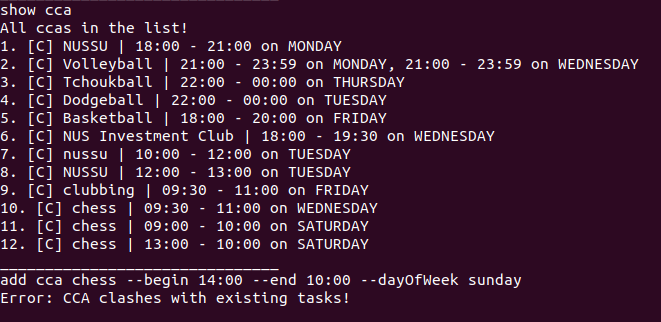 show cca
All ccas in the list!
1. [C] NUSSU | 18:00 - 21:00 on MONDAY
2. [C] Volleyball | 21:00 - 23:59 on MONDAY, 21:00 - 23:59 on WEDNESDAY
3. [C] Tchoukball | 22:00 - 00:00 on THURSDAY
4. [C] Dodgeball | 22:00 - 00:00 on TUESDAY
5. [C] Basketball | 18:00 - 20:00 on FRIDAY
6. [C] NUS Investment Club | 18:00 - 19:30 on WEDNESDAY
7. [C] nussu | 10:00 - 12:00 on TUESDAY
8. [C] NUSSU | 12:00 - 13:00 on TUESDAY
9. [C] clubbing | 09:30 - 11:00 on FRIDAY
10. [C] chess | 09:30 - 11:00 on WEDNESDAY
11. [C] chess | 09:00 - 10:00 on SATURDAY
12. [C] chess | 13:00 - 10:00 on SATURDAY
_______________________________
add cca chess --begin 14:00 --end 10:00 --dayOfWeek sunday
Error: CCA clashes with existing tasks!